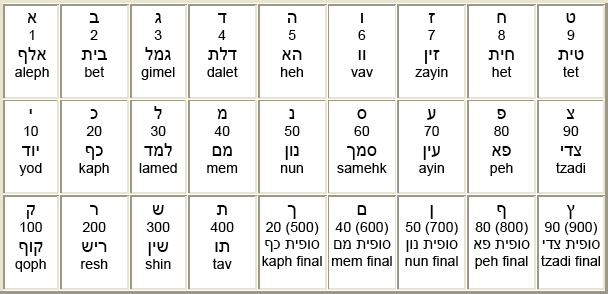 א ב ג ד ה ו ז ח ט
1 2 3 4 5 6 7 8 9
אלף בית גמל דלת הא וו זין חית טית
aleph bet gimel dalet heh vav zayin het tet
י כ ל מ נ ס ע פ צ
10 20 30 40 50 60 70 80 90
יוד כף למד מם נון סמך עין פא צדי
yod kaph lamed mem nun samehk ayin peh tzadi
ק ר ש ת ך ם ן ף ץ
100 200 300 400 20 (500) 40 (600) 50 (700) 80 (800) 90 (900)
קוף ריש שין תו סופית כף סופית מם סופית נון סופית פא סופית צדי
qoph resh shin tav kaph final mem final nun final peh final tzadi final